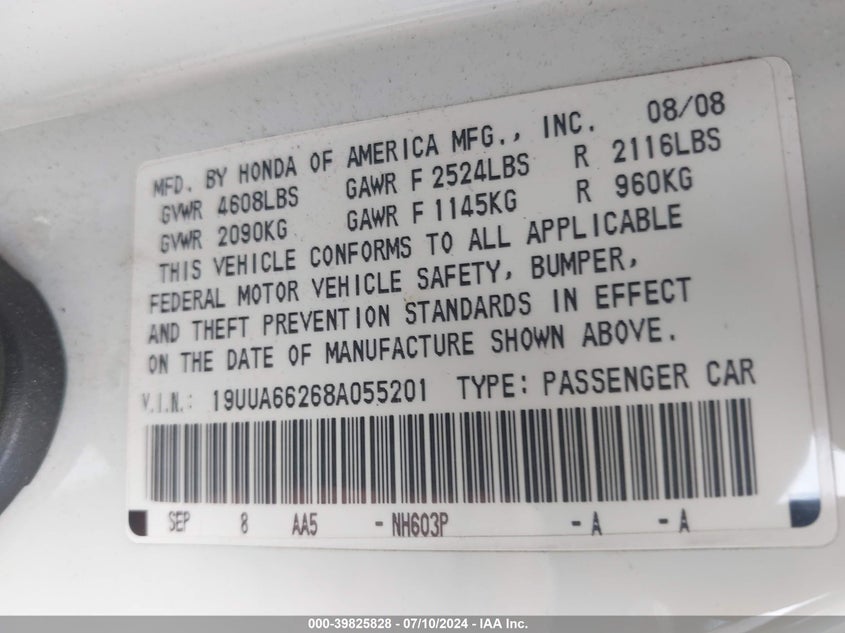 08/08
MFD. BY HONDA OF AMERICA MFG., INC.
GVWR 4608LBS GAWR F 2524LBS R 2116LBS
GVWR 2090KG GAWR F 1145KG R 960KG
THIS VEHICLE CONFORMS TO ALL APPLICABLE
FEDERAL MOTOR VEHICLE SAFETY, BUMPER,
AND THEFT PREVENTION STANDARDS IN EFFECT
ON THE DATE OF MANUFACTURE SHOWN ABOVE.
V.I.N.: 19UUA66268A055201 TYPE: PASSENGER CAR
SEP 8 AA5 - NH603P - A - A
000-39825828 - 07/10/2024 - IAA Inc.